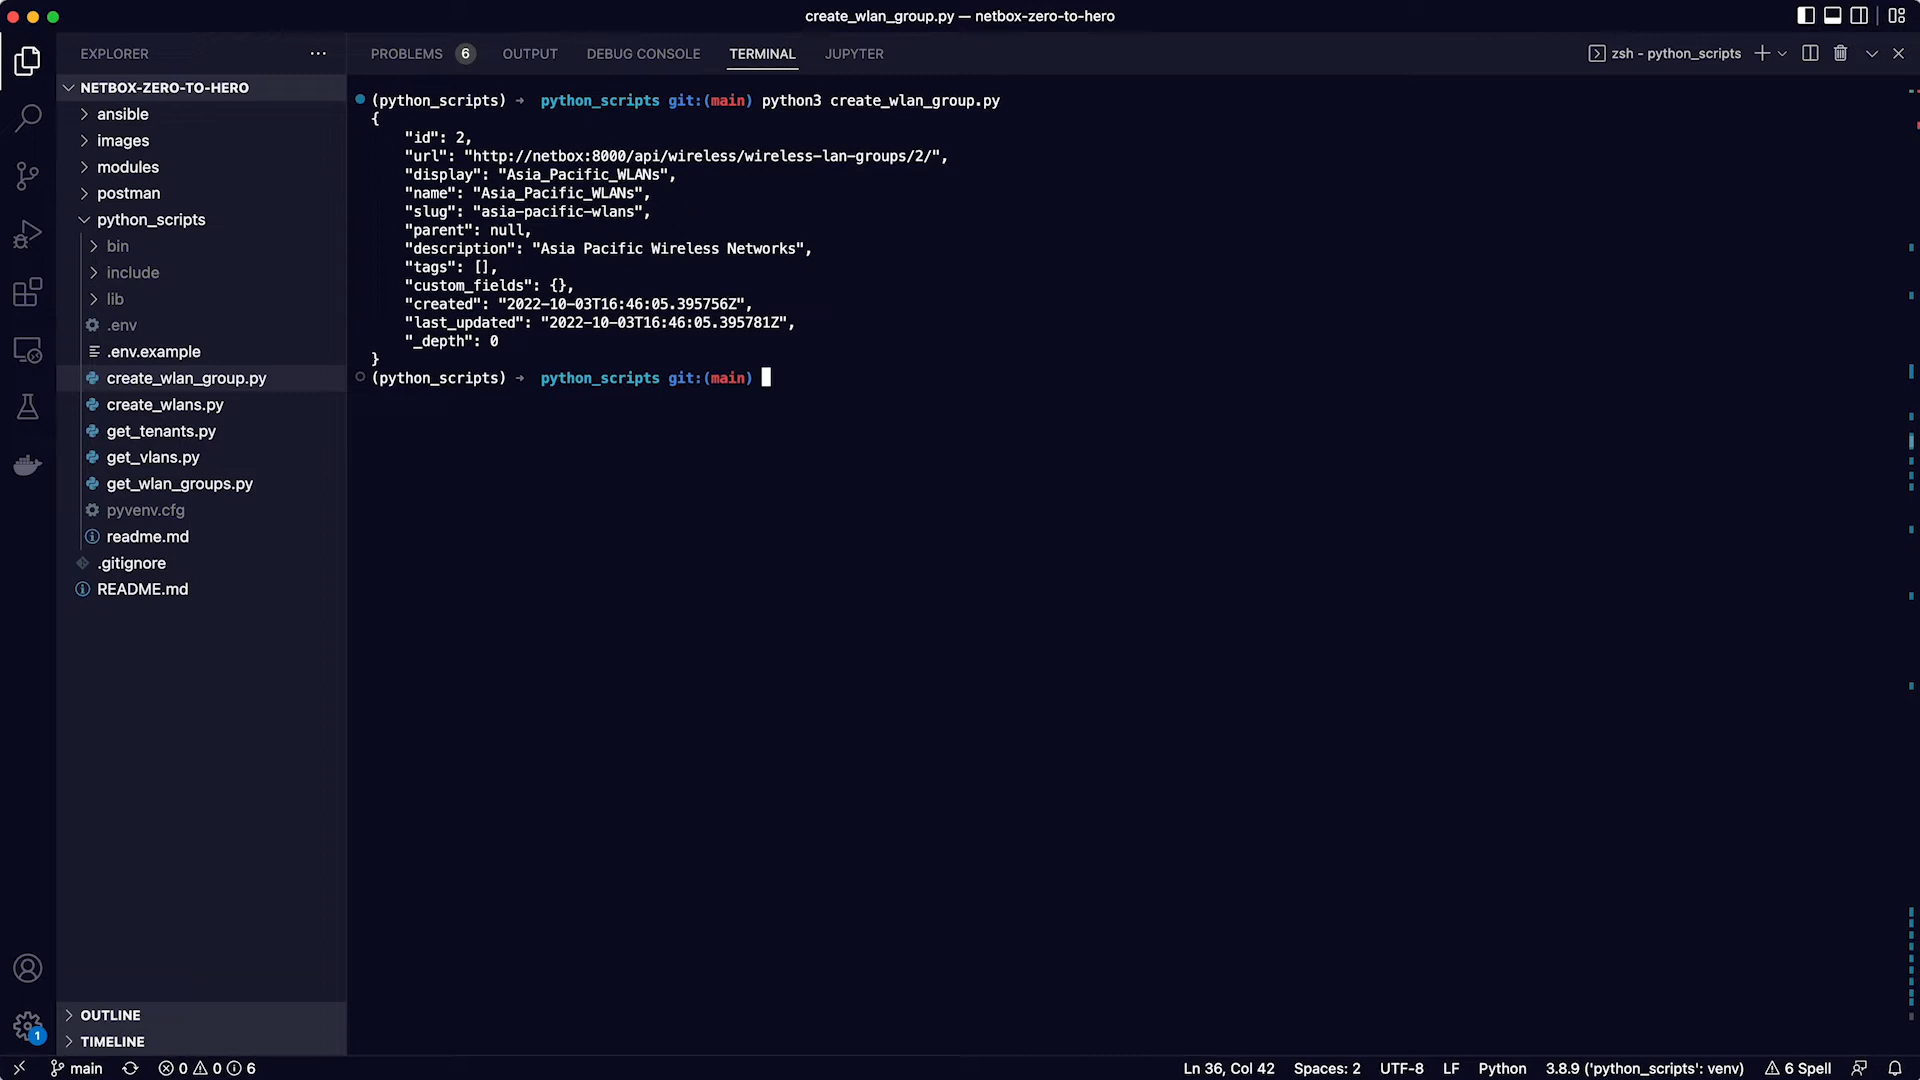 create_wlan_group.py — netbox-zero-to-hero
EXPLORER
NETBOX-ZERO-TO-HERO
ansible
images
modules
postman
python_scripts
bin
include
lib
.env
.env.example
create_wlan_group.py
create_wlans.py
get_tenants.py
get_vlans.py
get_wlan_groups.py
pyvenv.cfg
readme.md
.gitignore
README.md
OUTLINE
TIMELINE
PROBLEMS 6 OUTPUT DEBUG CONSOLE TERMINAL JUPYTER
zsh - python_scripts
(python_scripts) → python_scripts git:(main) python3 create_wlan_group.py
{
"id": 2,
"url": "http://netbox:8000/api/wireless/wireless-lan-groups/2/",
"display": "Asia_Pacific_WLANs",
"name": "Asia_Pacific_WLANs",
"slug": "asia-pacific-wlans",
"parent": null,
"description": "Asia Pacific Wireless Networks",
"tags": [],
"custom_fields": {},
"created": "2022-10-03T16:46:05.395756Z",
"last_updated": "2022-10-03T16:46:05.395781Z",
"_depth": 0
}
(python_scripts) → python_scripts git:(main)
1
main 0 0 6
Ln 36, Col 42 Spaces: 2 UTF-8 LF Python 3.8.9 ('python_scripts': venv) 6 Spell